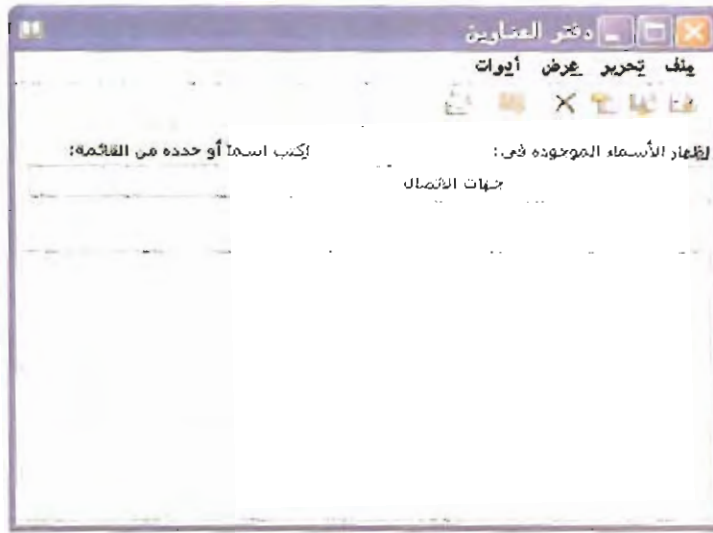 دفتر العناوين
ملف تحرير عرض أدوات
إظهار الأسماء الموجودة في: اكتب اسما أو حدده من القائمة:
جهات الاتصال